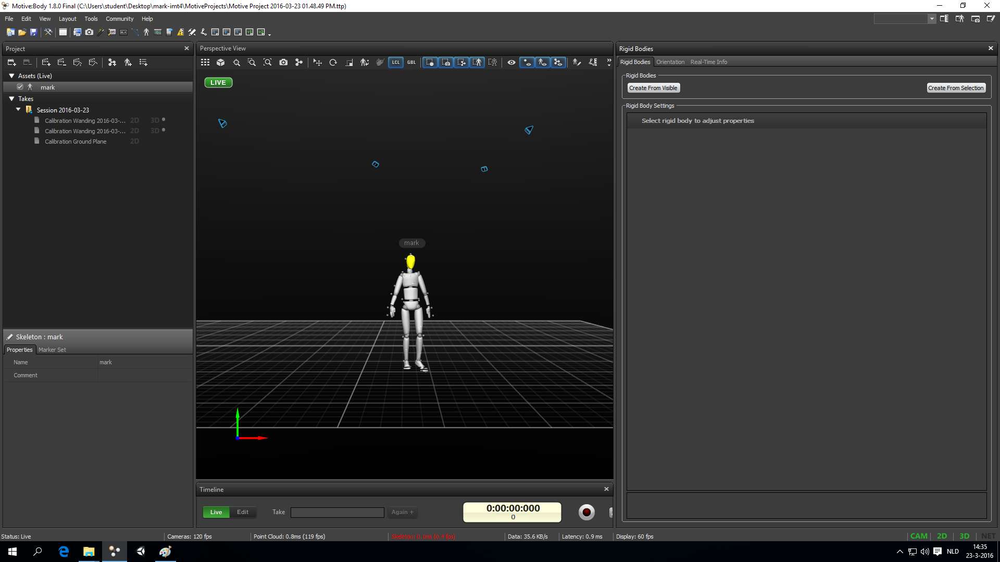 Motive:Body 1.8.0 Final (C:\Users\student\Desktop\mark-imt4\MotiveProjects\Motive Project 2016-03-23 01.48.49 PM.ttp)
File Edit View Layout Tools Community Help
Project
Assets (Live)
mark
Takes
Session 2016-03-23
Calibration Wanding 2016-03-... 2D 3D
Calibration Wanding 2016-03-... 2D 3D
Calibration Ground Plane 2D
Skeleton : mark
Properties Marker Set
Name mark
Comment
Perspective View
LCL GBL
LIVE
mark
Timeline
Live Edit Take Again + 0:00:00:000
0
Rigid Bodies
Rigid Bodies Orientation Real-Time Info
Rigid Bodies
Create From Visible Create From Selection
Rigid Body Settings
Select rigid body to adjust properties
Status: Live Cameras: 120 fps Point Cloud: 0.8ms (119 fps) Skeleton: 0.1ms (0.4 fps) Data: 35.6 KB/s Latency: 0.9 ms Display: 60 fps CAM 2D 3D NET
NLD 14:35
23-3-2016